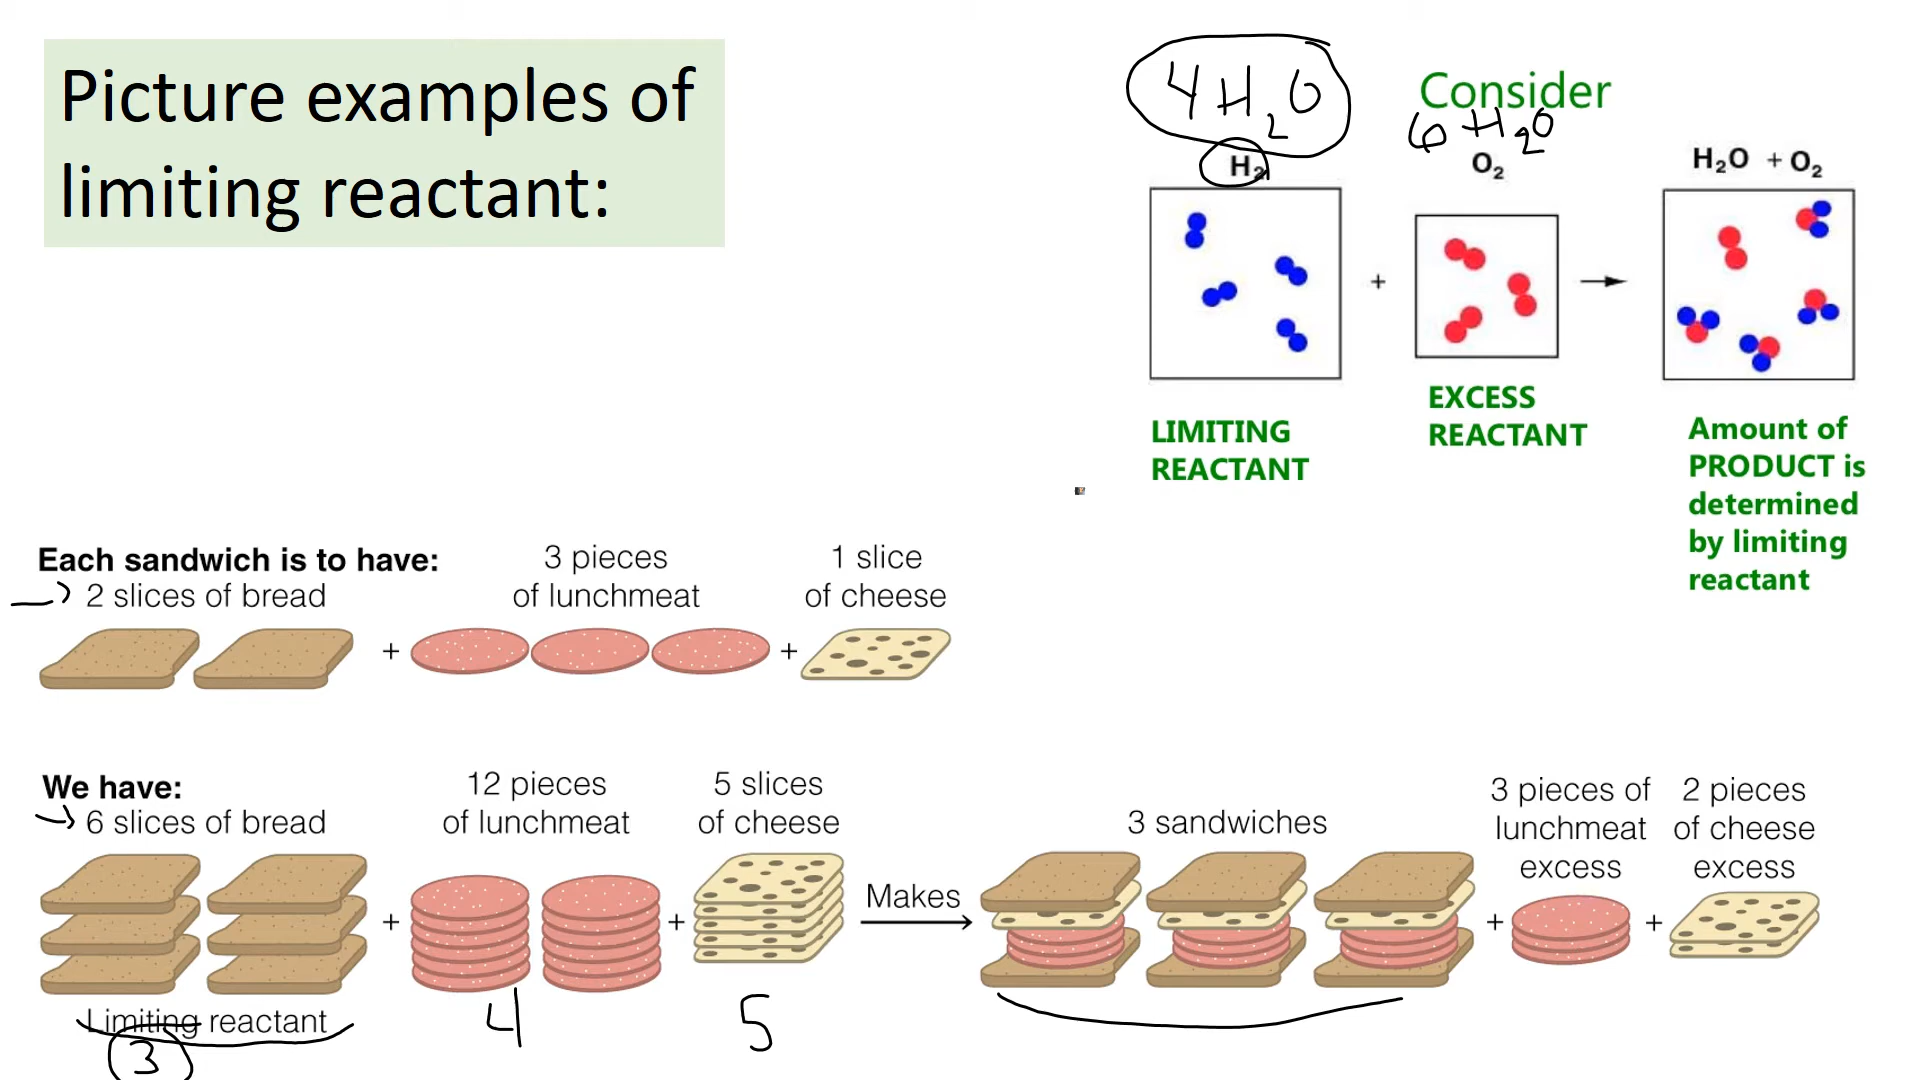 Picture examples of
limiting reactant:
4H₂O
Consider
6 H₂O
H₂
O₂
H₂O + O₂
+
LIMITING
REACTANT
EXCESS
REACTANT
Amount of
PRODUCT is
determined
by limiting
reactant
Each sandwich is to have:
2 slices of bread
3 pieces
of lunchmeat
1 slice
of cheese
+
+
We have:
6 slices of bread
12 pieces
of lunchmeat
5 slices
of cheese
+
+
Makes
3 sandwiches
+
3 pieces of
lunchmeat
excess
+
2 pieces
of cheese
excess
Limiting reactant
3
4
5